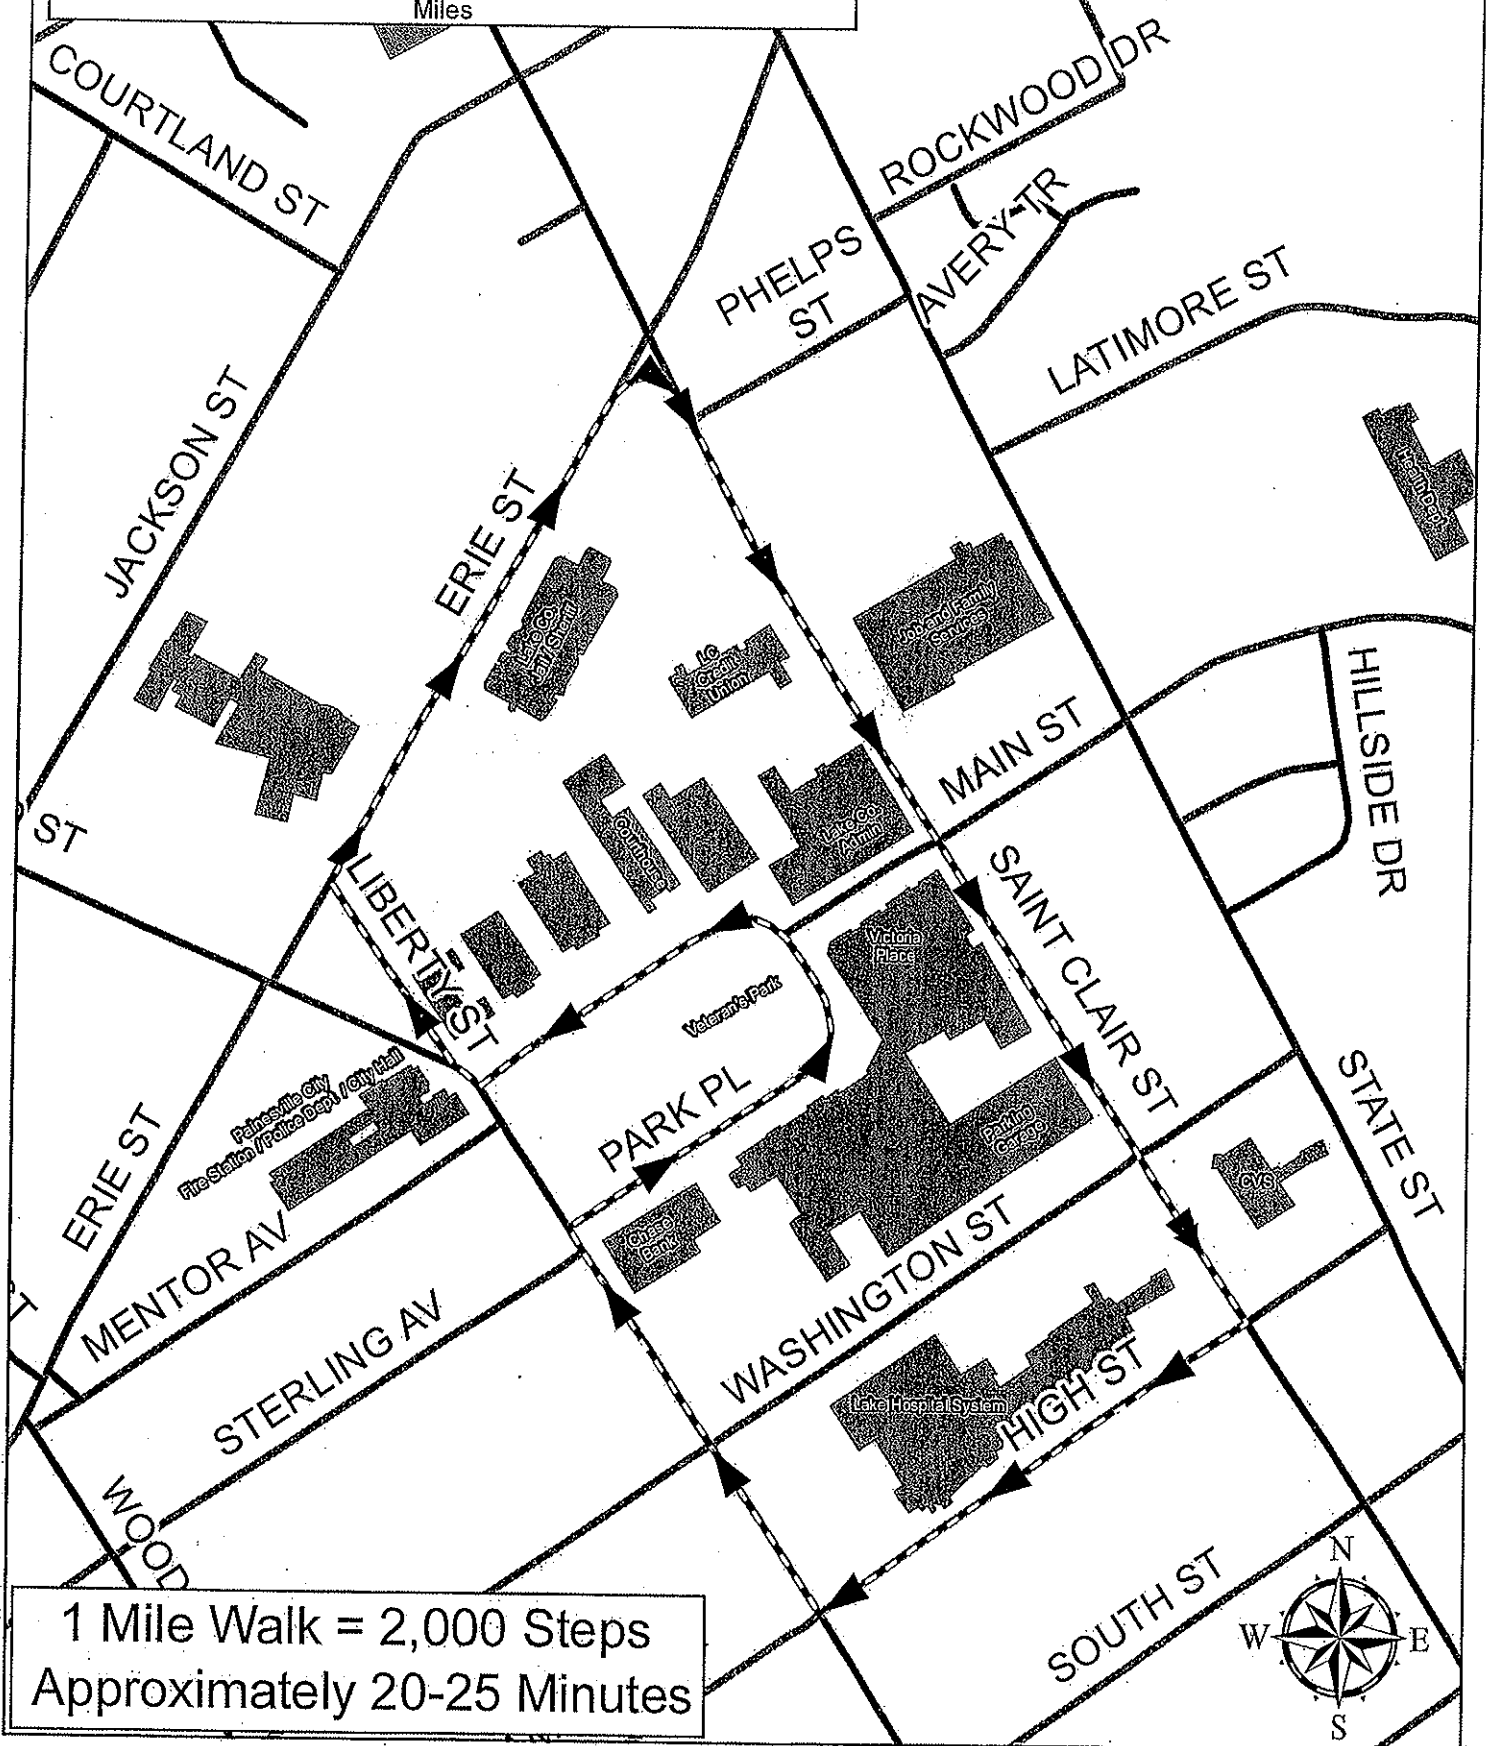 Miles
COURTLAND ST
ROCKWOOD DR
AVERY TR
PHELPS
ST
LATIMORE ST
JACKSON ST
ERIE ST
Health Dept
Lake Co.
Jail / Sheriff
Job and Family
Services
LC
Credit
Union
HILLSIDE DR
MAIN ST
ST
Courthouse
Lake Co.
Admin
LIBERTY ST
SAINT CLAIR ST
Victoria
Place
Veteran's Park
Painesville City
Fire Station / Police Dept. / City Hall
PARK PL
Parking
Garage
STATE ST
ERIE ST
CVS
MENTOR AV
Chase
Bank
WASHINGTON ST
ST
STERLING AV
HIGH ST
Lake Hospital System
WOOD
SOUTH ST
N
W E
S
1 Mile Walk = 2,000 Steps
Approximately 20-25 Minutes